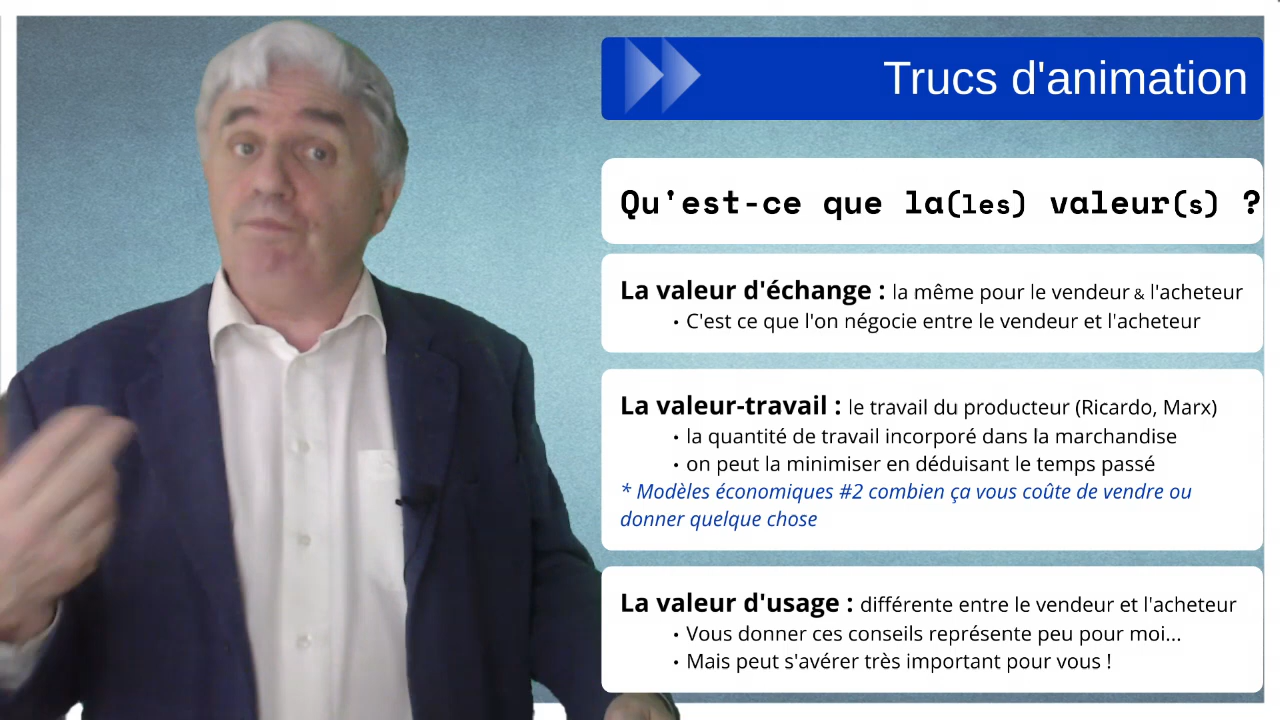 Trucs d'animation
Qu'est-ce que la(les) valeur(s) ?
La valeur d'échange : la même pour le vendeur & l'acheteur
• C'est ce que l'on négocie entre le vendeur et l'acheteur
La valeur-travail : le travail du producteur (Ricardo, Marx)
• la quantité de travail incorporé dans la marchandise
• on peut la minimiser en déduisant le temps passé
* Modèles économiques #2 combien ça vous coûte de vendre ou
donner quelque chose
La valeur d'usage : différente entre le vendeur et l'acheteur
• Vous donner ces conseils représente peu pour moi...
• Mais peut s'avérer très important pour vous !